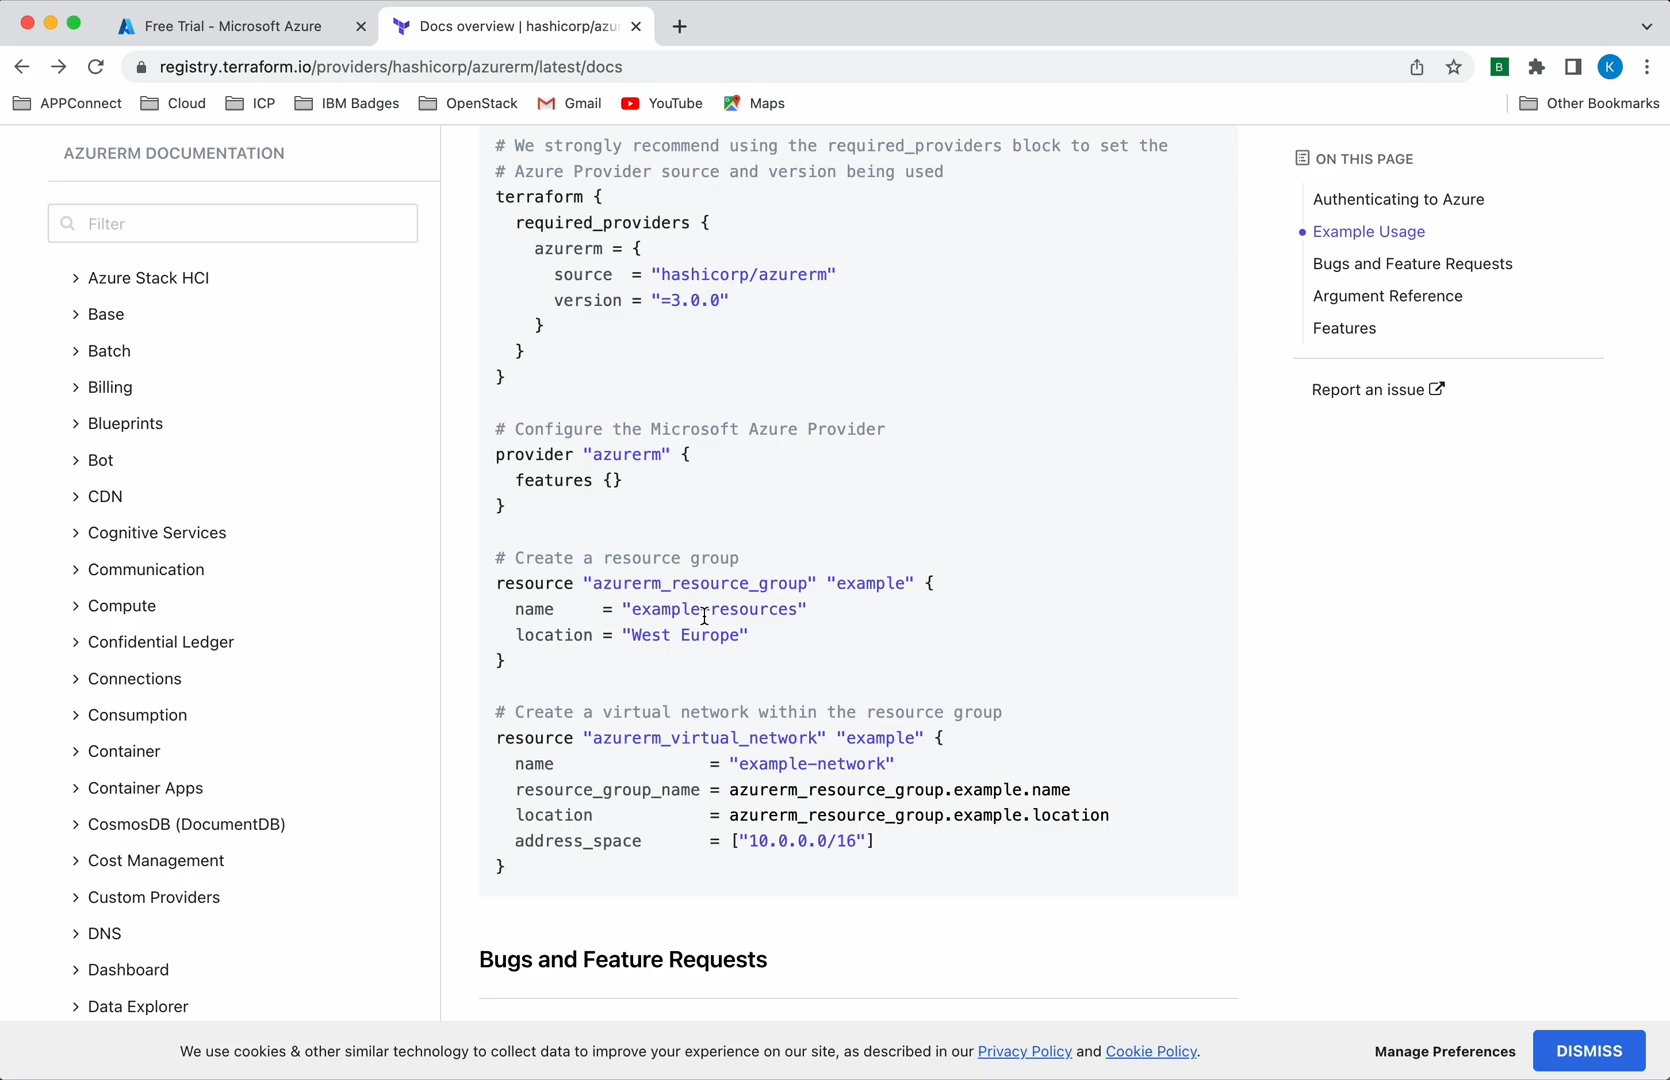 Free Trial - Microsoft Azure
Docs overview | hashicorp/azu
registry.terraform.io/providers/hashicorp/azurerm/latest/docs
B
K
APPConnect
Cloud
ICP
IBM Badges
OpenStack
Gmail
YouTube
Maps
Other Bookmarks
AZURERM DOCUMENTATION
Filter
Azure Stack HCI
Base
Batch
Billing
Blueprints
Bot
CDN
Cognitive Services
Communication
Compute
Confidential Ledger
Connections
Consumption
Container
Container Apps
CosmosDB (DocumentDB)
Cost Management
Custom Providers
DNS
Dashboard
Data Explorer
# We strongly recommend using the required_providers block to set the
# Azure Provider source and version being used
terraform {
required_providers {
azurerm = {
source = "hashicorp/azurerm"
version = "=3.0.0"
}
}
}
# Configure the Microsoft Azure Provider
provider "azurerm" {
features {}
}
# Create a resource group
resource "azurerm_resource_group" "example" {
name = "example-resources"
location = "West Europe"
}
# Create a virtual network within the resource group
resource "azurerm_virtual_network" "example" {
name = "example-network"
resource_group_name = azurerm_resource_group.example.name
location = azurerm_resource_group.example.location
address_space = ["10.0.0.0/16"]
}
Bugs and Feature Requests
ON THIS PAGE
Authenticating to Azure
Example Usage
Bugs and Feature Requests
Argument Reference
Features
Report an issue
We use cookies & other similar technology to collect data to improve your experience on our site, as described in our Privacy Policy and Cookie Policy.
Manage Preferences
DISMISS